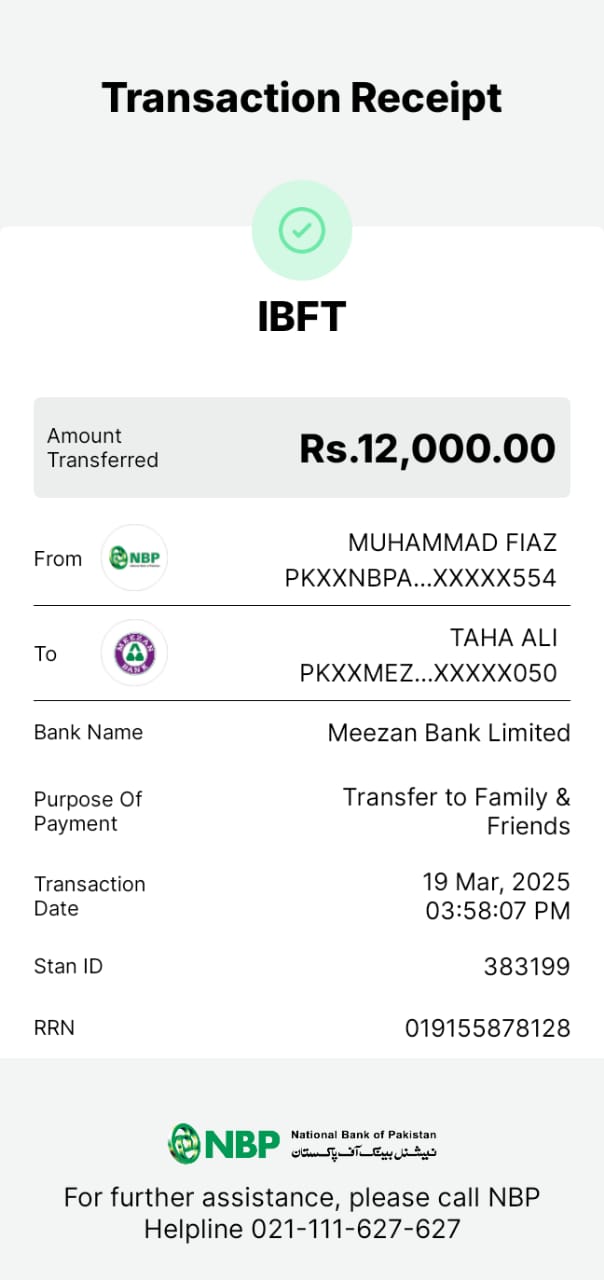 Transaction Receipt
IBFT
Amount
Transferred
Rs.12,000.00
From
NBP
MUHAMMAD FIAZ
PKXXNBPA...XXXXX554
To
MEEZAN
BANK
TAHA ALI
PKXXMEZ...XXXXX050
Bank Name
Meezan Bank Limited
Purpose Of
Payment
Transfer to Family &
Friends
Transaction
Date
19 Mar, 2025
03:58:07 PM
Stan ID
383199
RRN
019155878128
NBP
National Bank of Pakistan
نیشنل بینک آف پاکستان
For further assistance, please call NBP
Helpline 021-111-627-627